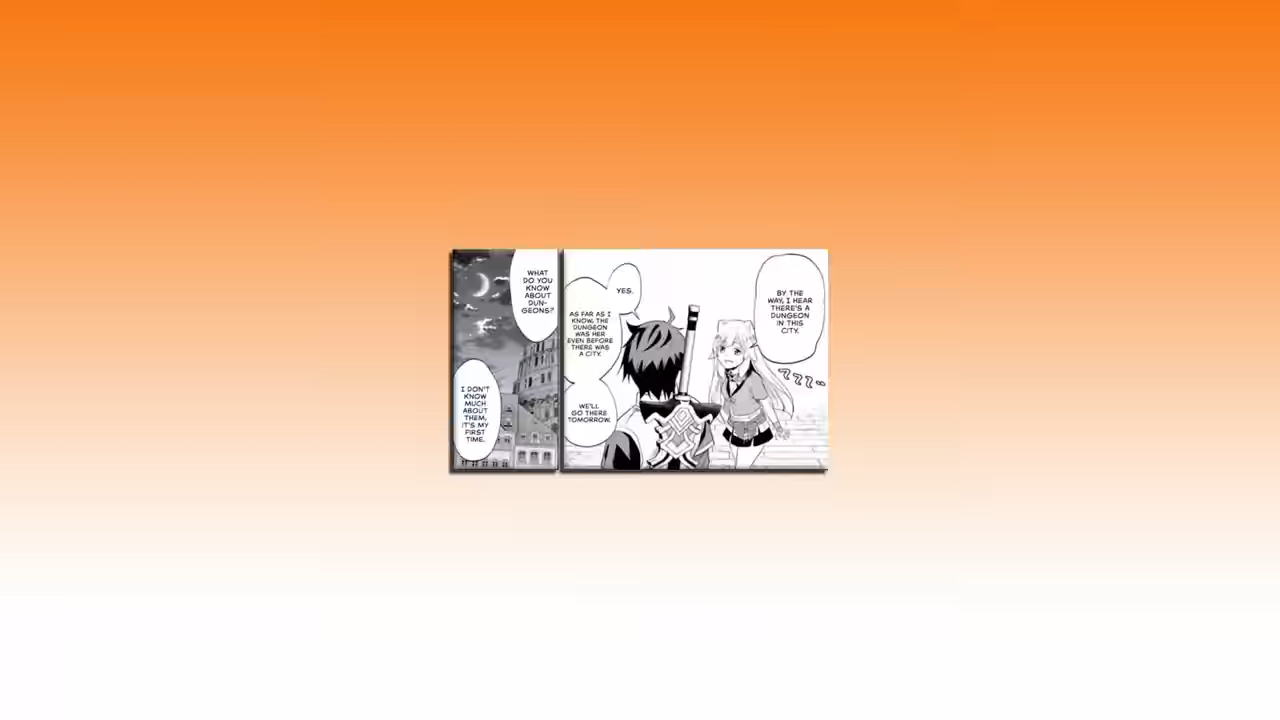 BY THE
WAY, I HEAR
THERE'S A
DUNGEON
IN THIS
CITY.
YES.
AS FAR AS I
KNOW, THE
DUNGEON
WAS HER
EVEN BEFORE
THERE WAS
A CITY.
WE'LL
GO THERE
TOMORROW.
WHAT
DO YOU
KNOW
ABOUT
DUN-
GEONS?
I DON'T
KNOW
MUCH
ABOUT
THEM,
IT'S MY
FIRST
TIME.